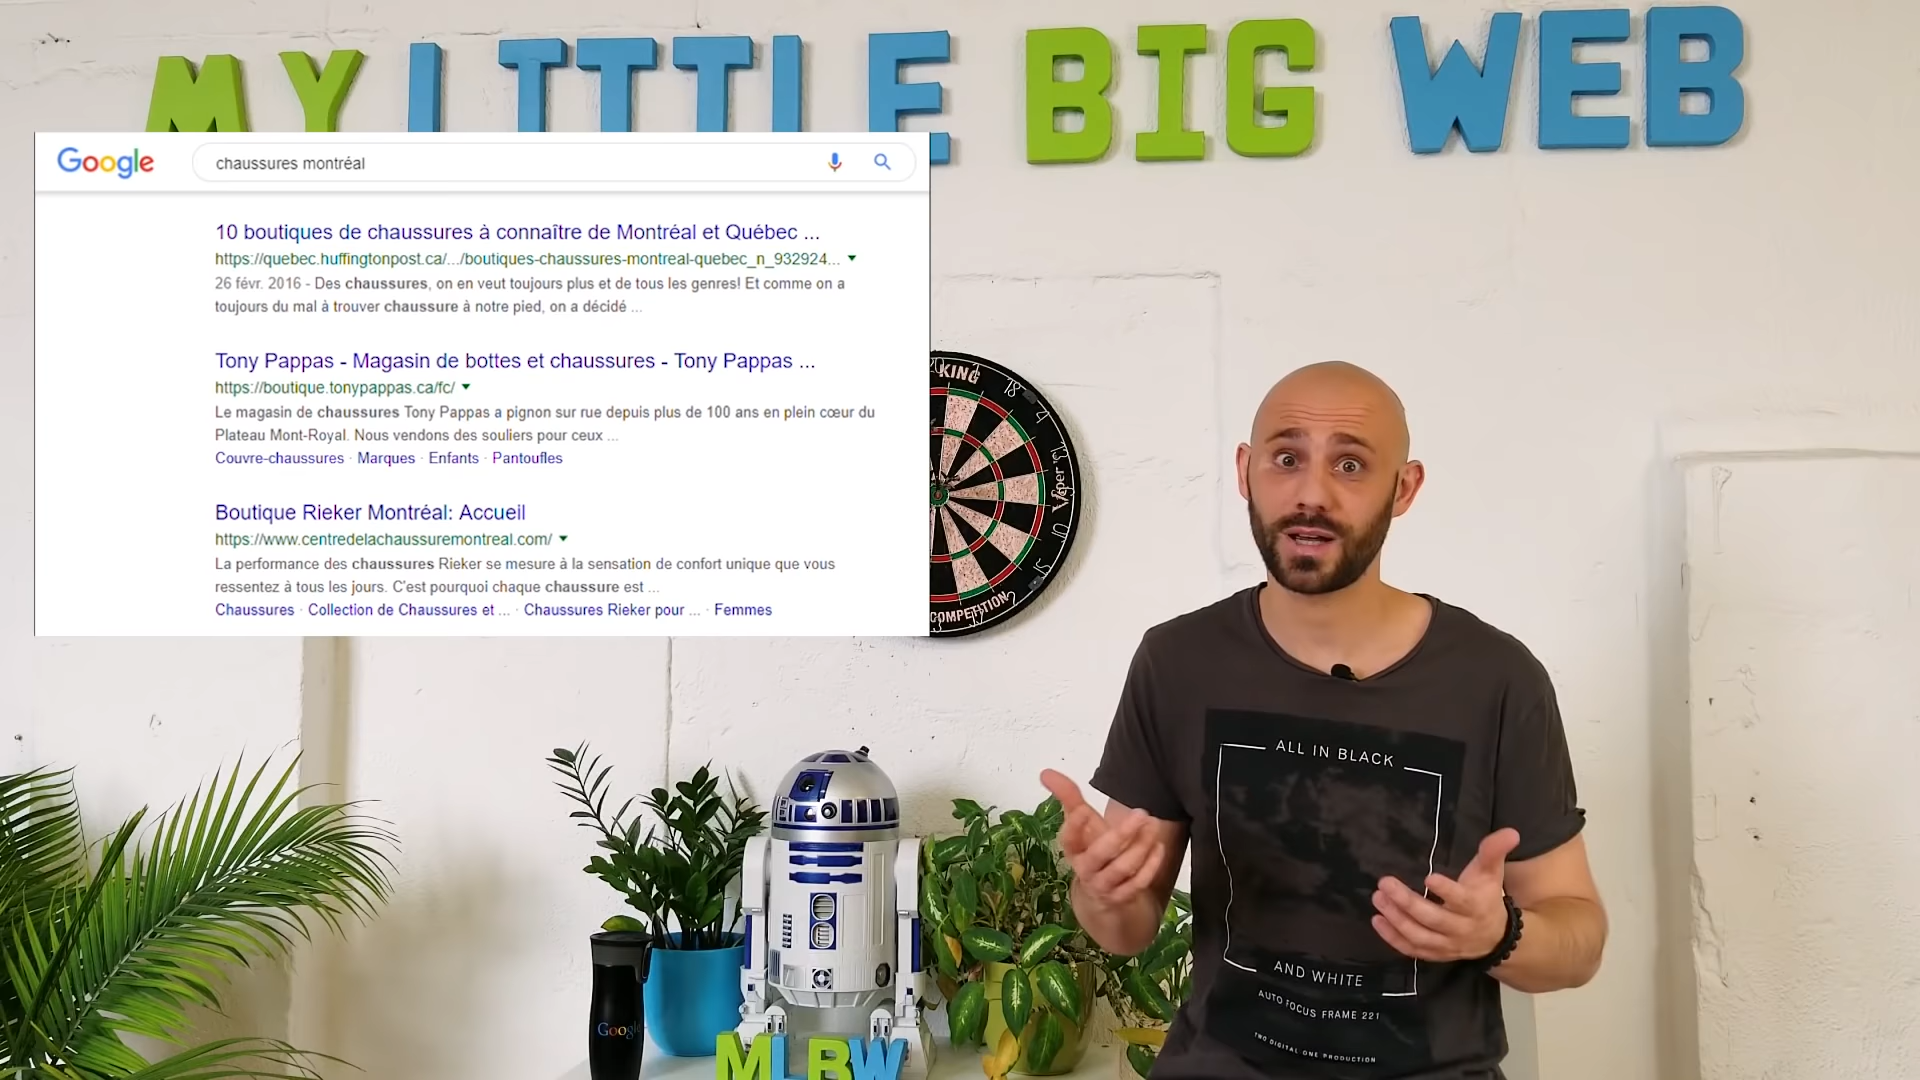 MY LITTLE BIG WEB
Google
chaussures montréal
10 boutiques de chaussures à connaître de Montréal et Québec ...
https://quebec.huffingtonpost.ca/.../boutiques-chaussures-montreal-quebec_n_932924...
26 févr. 2016 - Des chaussures, on en veut toujours plus et de tous les genres! Et comme on a
toujours du mal à trouver chaussure à notre pied, on a décidé ...
Tony Pappas - Magasin de bottes et chaussures - Tony Pappas ...
https://boutique.tonypappas.ca/fc/
Le magasin de chaussures Tony Pappas a pignon sur rue depuis plus de 100 ans en plein cœur du
Plateau Mont-Royal. Nous vendons des souliers pour ceux ...
Couvre-chaussures · Marques · Enfants · Pantoufles
Boutique Rieker Montréal: Accueil
https://www.centredelachaussuremontreal.com/
La performance des chaussures Rieker se mesure à la sensation de confort unique que vous
ressentez à tous les jours. C'est pourquoi chaque chaussure est ...
Chaussures · Collection de Chaussures et ... · Chaussures Rieker pour ... · Femmes
KING
18
4
Viper
COMPETITION
ALL IN BLACK
AND WHITE
AUTO FOCUS FRAME 221
TWO DIGITAL ONE PRODUCTION
Google
MLBW